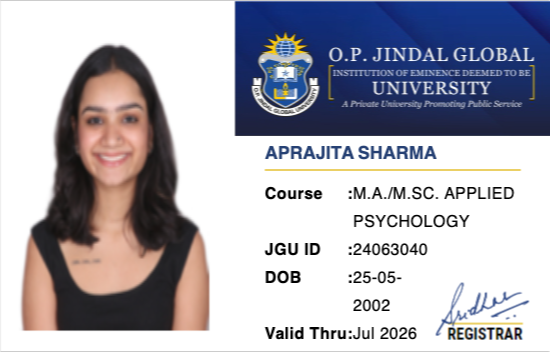 O.P. JINDAL GLOBAL
INSTITUTION OF EMINENCE DEEMED TO BE
UNIVERSITY
A Private University Promoting Public Service
O.P. JINDAL GLOBAL UNIVERSITY
APRAJITA SHARMA
Course :M.A./M.SC. APPLIED
PSYCHOLOGY
JGU ID :24063040
DOB :25-05-
2002
Valid Thru:Jul 2026
Sridhar
REGISTRAR